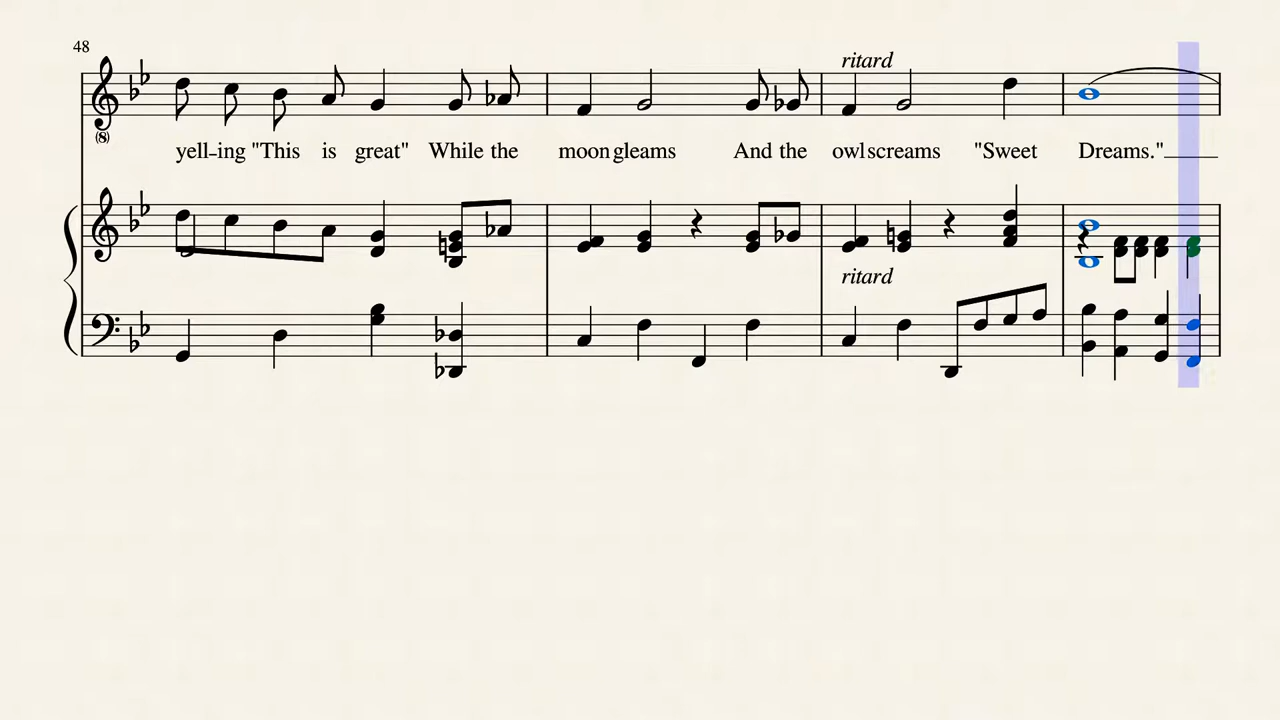 48
ritard
(8)
yell-ing "This is great" While the moon gleams And the owl screams "Sweet Dreams."
ritard